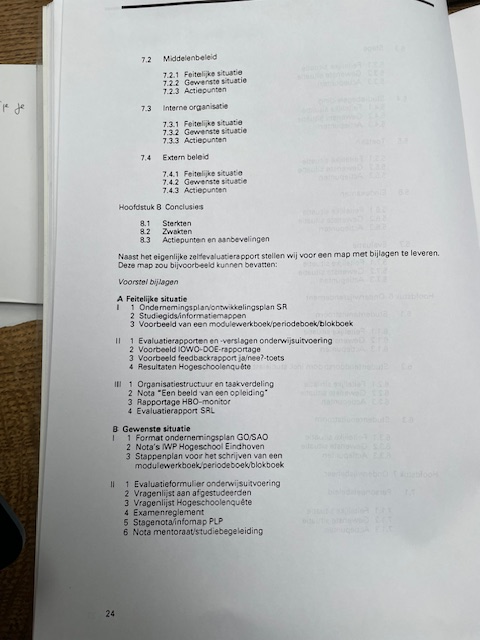 7.2 Middelenbeleid
7.2.1 Feitelijke situatie
7.2.2 Gewenste situatie
7.2.3 Actiepunten
7.3 Interne organisatie
7.3.1 Feitelijke situatie
7.3.2 Gewenste situatie
7.3.3 Actiepunten
7.4 Extern beleid
7.4.1 Feitelijke situatie
7.4.2 Gewenste situatie
7.4.3 Actiepunten
Hoofdstuk 8 Conclusies
8.1 Sterkten
8.2 Zwakten
8.3 Actiepunten en aanbevelingen
Naast het eigenlijke zelfevaluatierapport stellen wij voor een map met bijlagen te leveren.
Deze map zou bijvoorbeeld kunnen bevatten:
Voorstel bijlagen
A Feitelijke situatie
I 1 Ondernemingsplan/ontwikkelingsplan SR
2 Studiegids/informatiemappen
3 Voorbeeld van een modulewerkboek/periodeboek/blokboek
II 1 Evaluatierapporten en -verslagen onderwijsuitvoering
2 Voorbeeld IOWO-DOE-rapportage
3 Voorbeeld feedbackrapport ja/nee?-toets
4 Resultaten Hogeschoolenquête
III 1 Organisatiestructuur en taakverdeling
2 Nota "Een beeld van een opleiding"
3 Rapportage HBO-monitor
4 Evaluatierapport SRL
B Gewenste situatie
I 1 Format ondernemingsplan GO/SAO
2 Nota's IWP Hogeschool Eindhoven
3 Stappenplan voor het schrijven van een
modulewerkboek/periodeboek/blokboek
II 1 Evaluatieformulier onderwijsuitvoering
2 Vragenlijst aan afgestudeerden
3 Vragenlijst Hogeschoolenquête
4 Examenreglement
5 Stagenota/infomap PLP
6 Nota mentoraat/studiebegeleiding
24
je